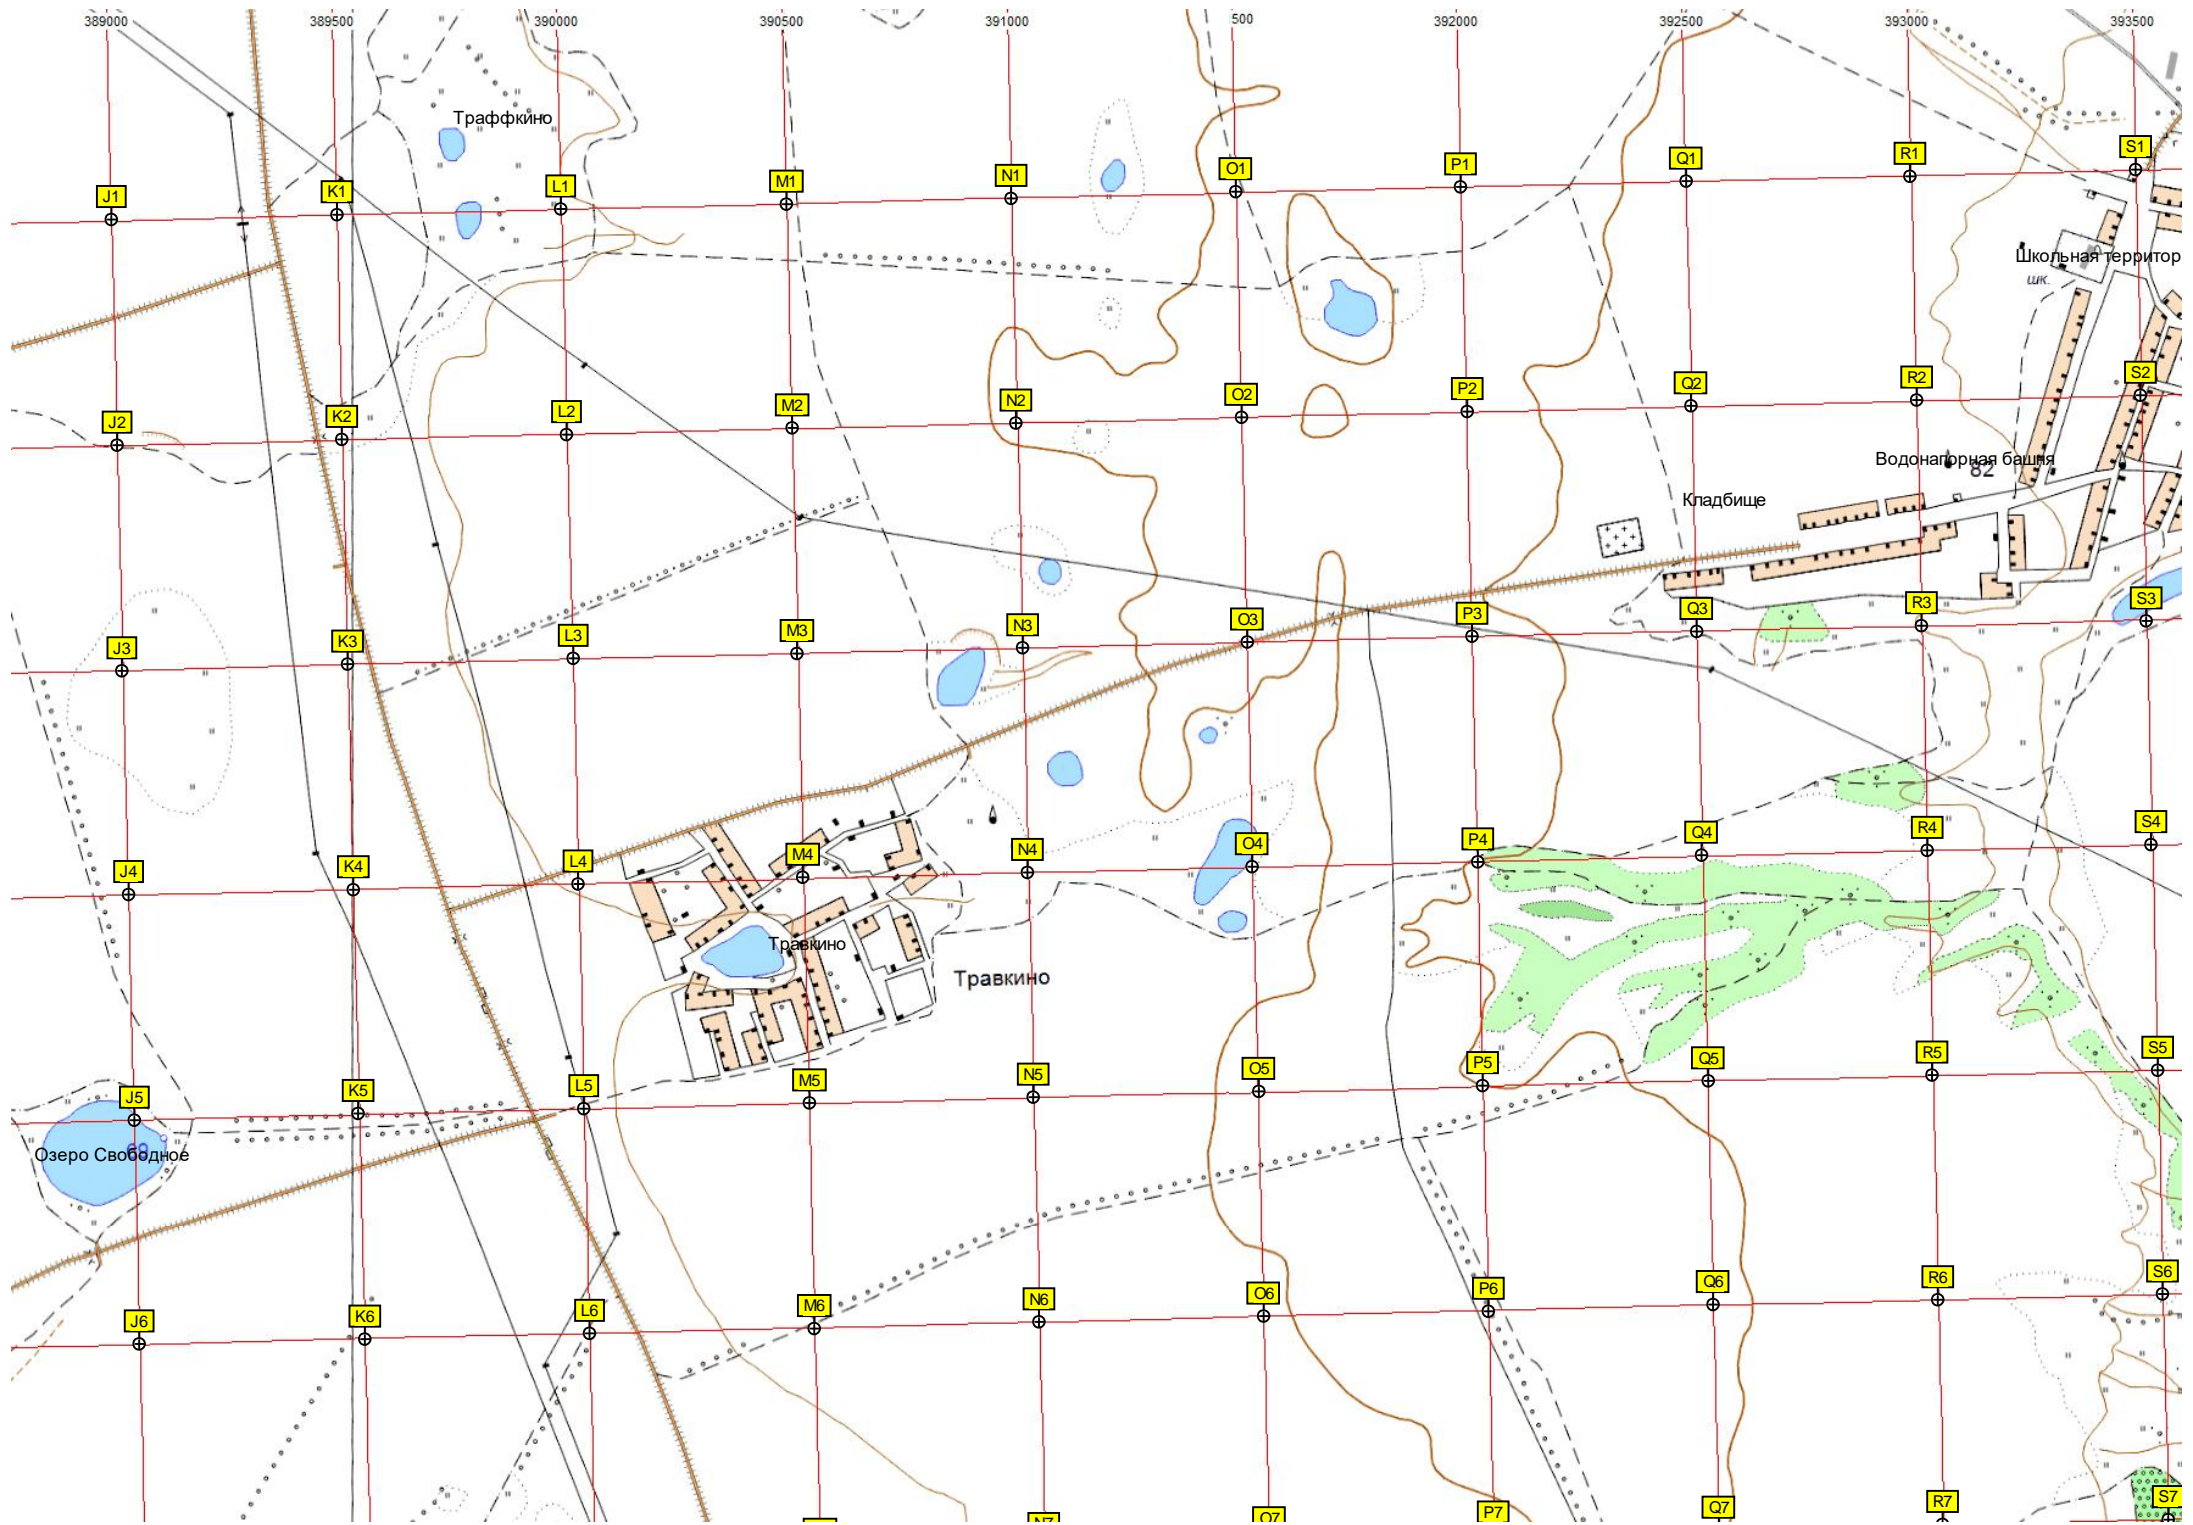 389000 389500 390000 390500 391000 500 392000 392500 393000 393500
Траффкино
J1 K1 L1 M1 N1 O1 P1 Q1 R1 S1
Школьная территор
шк.
J2 K2 L2 M2 N2 O2 P2 Q2 R2 S2
Водонапорная башня
82
Кладбище
J3 K3 L3 M3 N3 O3 P3 Q3 R3 S3
J4 K4 L4 M4 N4 O4 P4 Q4 R4 S4
Травкино
Травкино
J5 K5 L5 M5 N5 O5 P5 Q5 R5 S5
69
Озеро Свободное
J6 K6 L6 M6 N6 O6 P6 Q6 R6 S6
N7 O7 P7 Q7 R7 S7